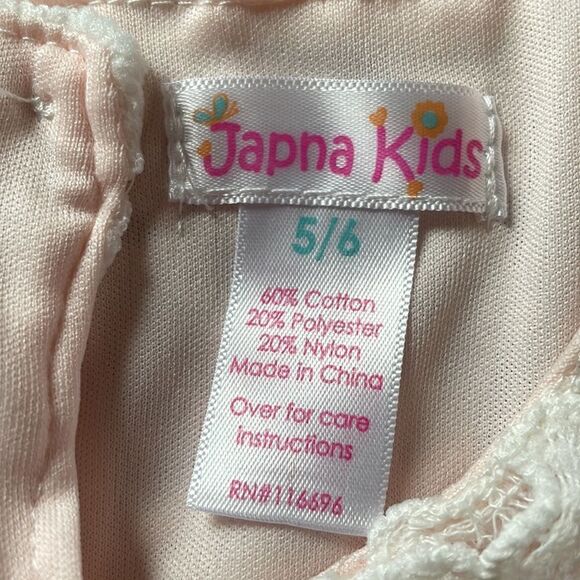 Japna Kids
5/6
60% Cotton
20% Polyester
20% Nylon
Made in China
Over for care
instructions
RN#116696